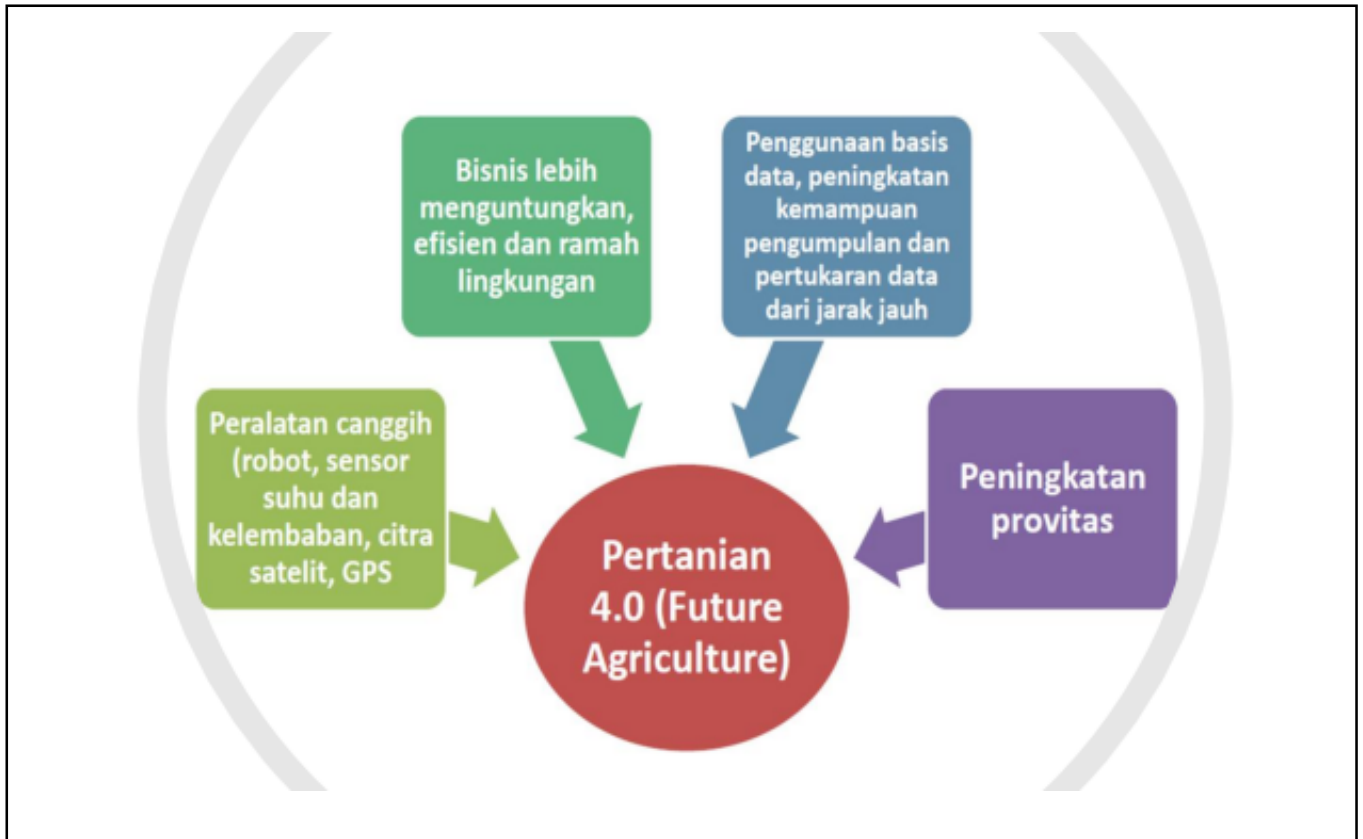 Bisnis lebih
menguntungkan,
efisien dan ramah
lingkungan
Penggunaan basis
data, peningkatan
kemampuan
pengumpulan dan
pertukaran data
dari jarak jauh
Peralatan canggih
(robot, sensor
suhu dan
kelembaban, citra
satelit, GPS
Peningkatan
provitas
Pertanian
4.0 (Future
Agriculture)